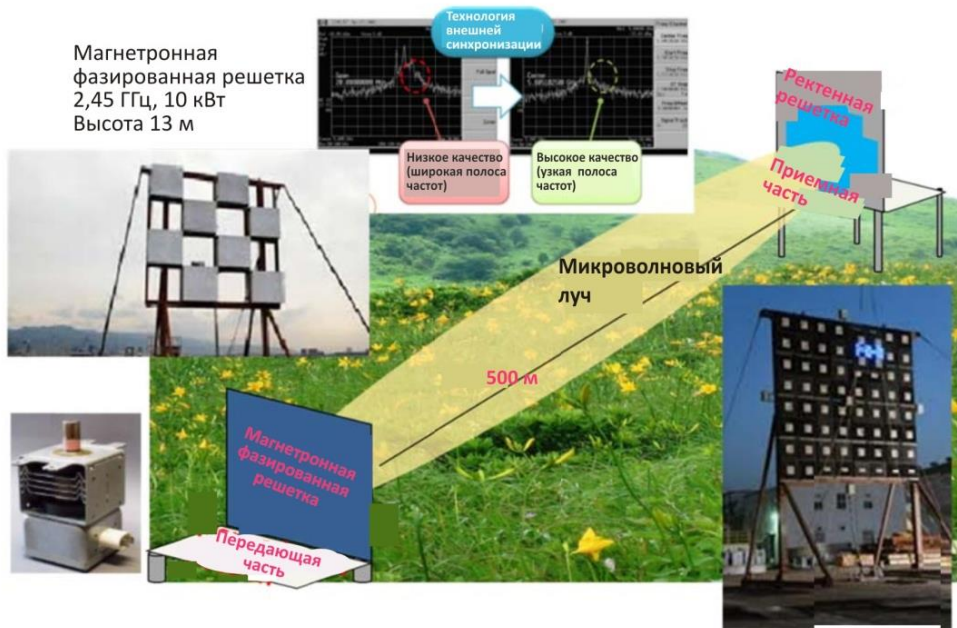 Магнетронная
фазированная решетка
2,45 ГГц, 10 кВт
Высота 13 м
Технология
внешней
синхронизации
Низкое качество
(широкая полоса
частот)
Высокое качество
(узкая полоса
частот)
Ректенная
решетка
Приемная
часть
Микроволновый
луч
500 м
Магнетронная
фазированная
решетка
Передающая
часть